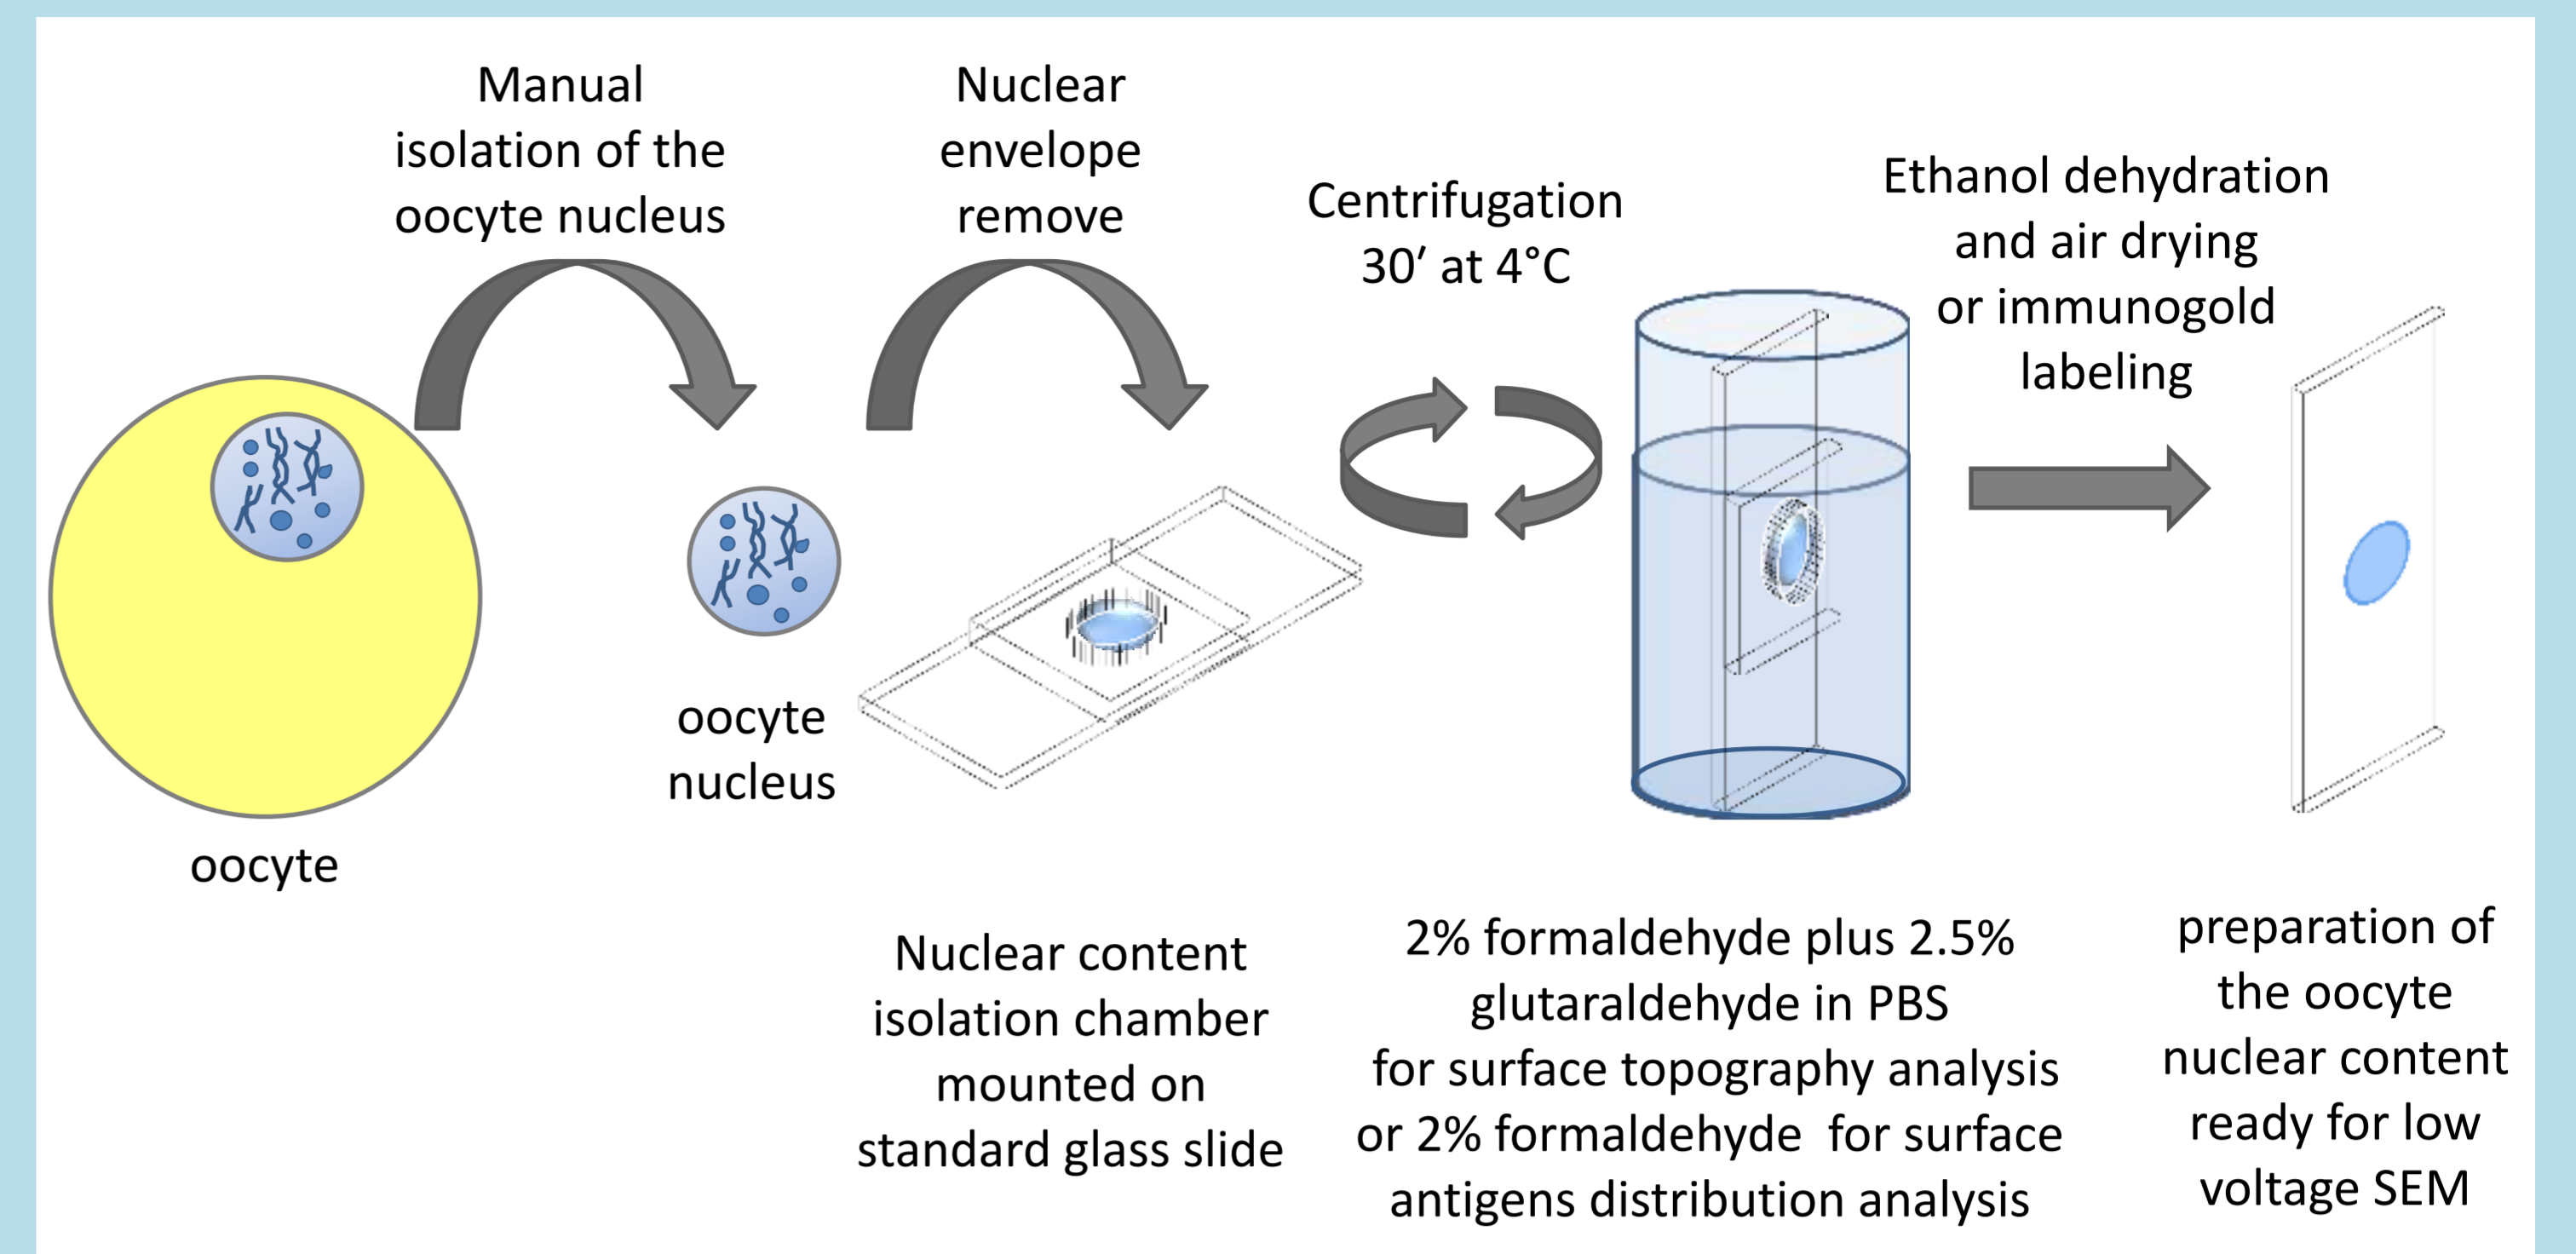 Manual
isolation of the
oocyte nucleus
Nuclear
envelope
remove
Centrifugation
30′ at 4°C
Ethanol dehydration
and air drying
or immunogold
labeling
oocyte
oocyte
nucleus
Nuclear content
isolation chamber
mounted on
standard glass slide
2% formaldehyde plus 2.5%
glutaraldehyde in PBS
for surface topography analysis
or 2% formaldehyde for surface
antigens distribution analysis
preparation of
the oocyte
nuclear content
ready for low
voltage SEM